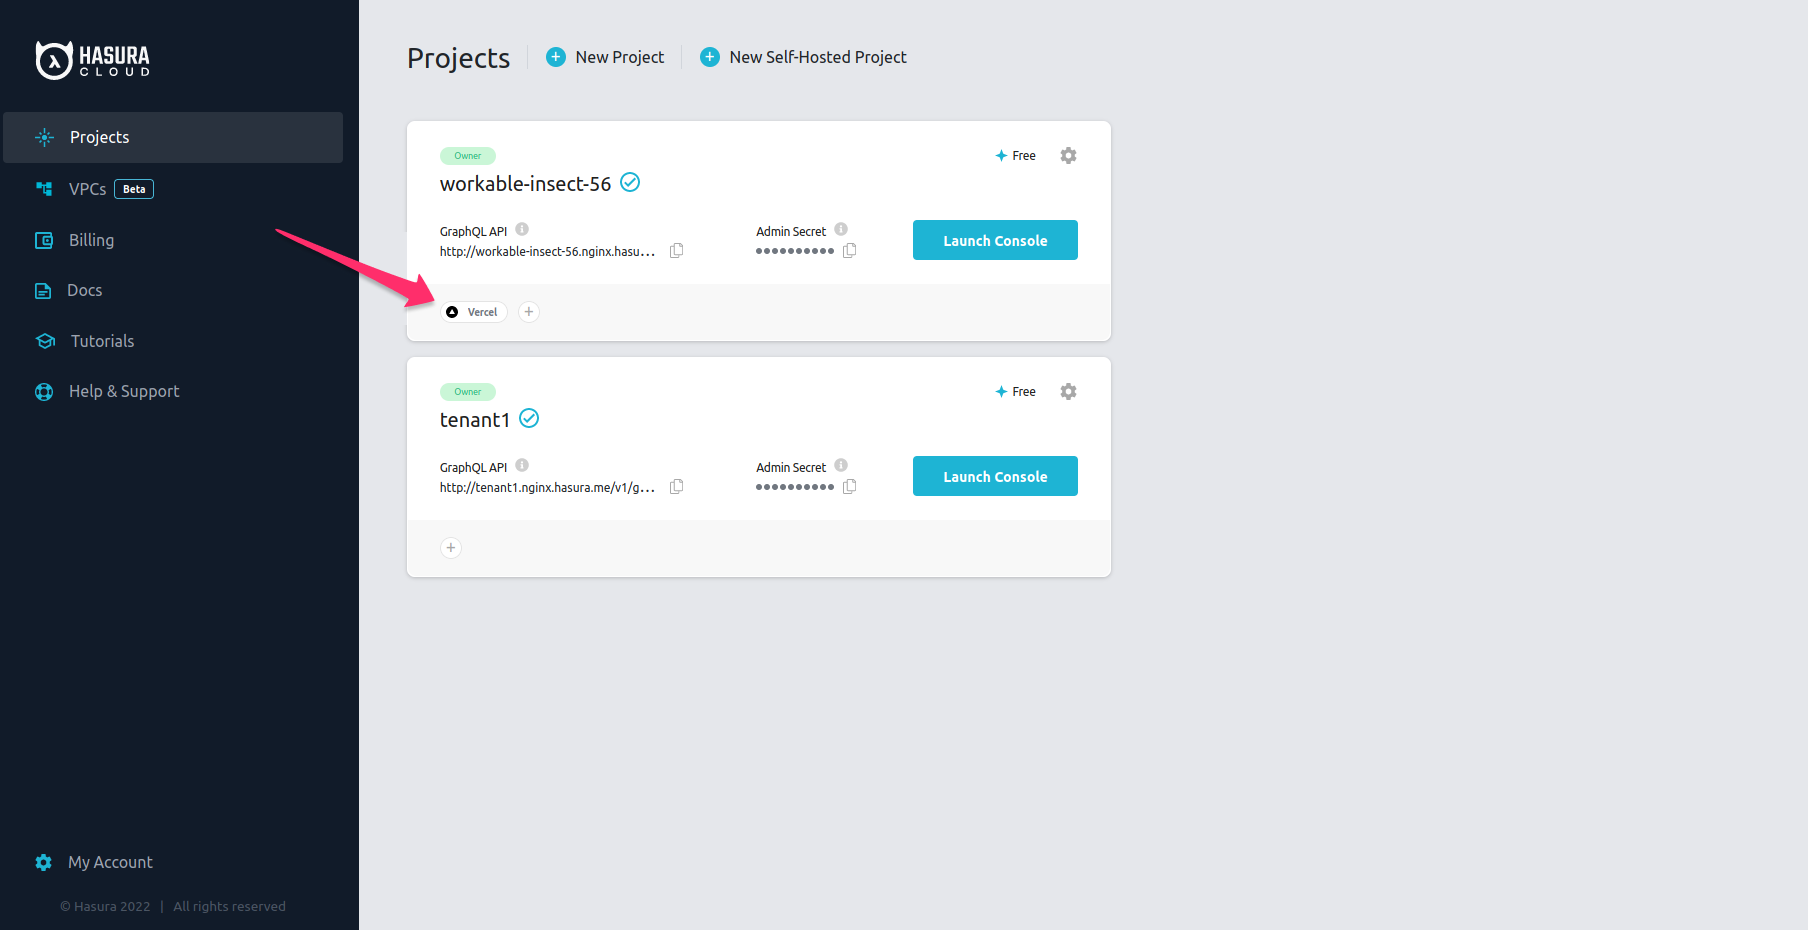 HASURA
CLOUD
Projects
VPCs Beta
Billing
Docs
Tutorials
Help & Support
My Account
© Hasura 2022 | All rights reserved
Projects
New Project
New Self-Hosted Project
Owner
Free
workable-insect-56
GraphQL API
http://workable-insect-56.nginx.hasu...
Admin Secret
Launch Console
Vercel
Owner
Free
tenant1
GraphQL API
http://tenant1.nginx.hasura.me/v1/g...
Admin Secret
Launch Console